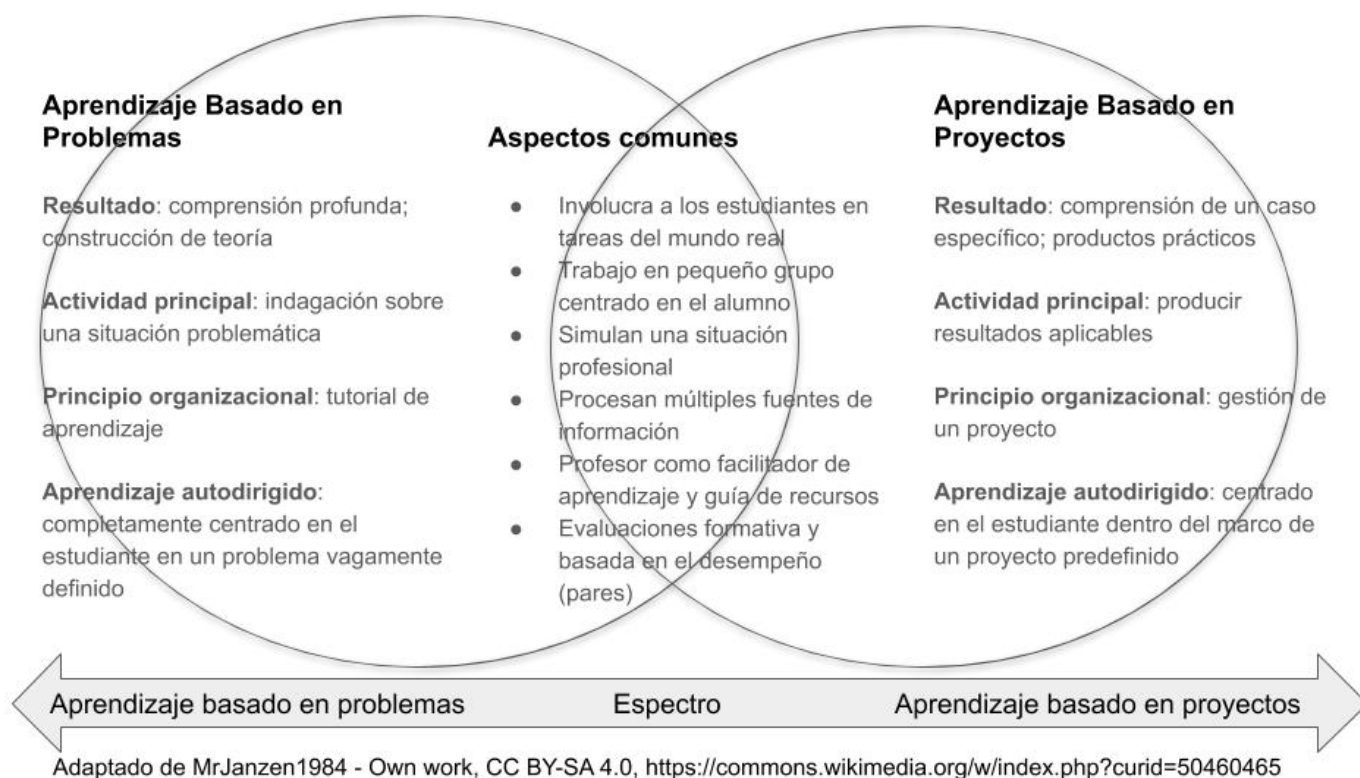 Aprendizaje Basado en
Problemas
Resultado: comprensión profunda;
construcción de teoría
Actividad principal: indagación sobre
una situación problemática
Principio organizacional: tutorial de
aprendizaje
Aprendizaje autodirigido:
completamente centrado en el
estudiante en un problema vagamente
definido
Aspectos comunes
● Involucra a los estudiantes en
tareas del mundo real
● Trabajo en pequeño grupo
centrado en el alumno
● Simulan una situación
profesional
● Procesan múltiples fuentes de
información
● Profesor como facilitador de
aprendizaje y guía de recursos
● Evaluaciones formativa y
basada en el desempeño
(pares)
Aprendizaje Basado en
Proyectos
Resultado: comprensión de un caso
específico; productos prácticos
Actividad principal: producir
resultados aplicables
Principio organizacional: gestión de
un proyecto
Aprendizaje autodirigido: centrado
en el estudiante dentro del marco de
un proyecto predefinido
Aprendizaje basado en problemas
Espectro
Aprendizaje basado en proyectos
Adaptado de MrJanzen1984 - Own work, CC BY-SA 4.0, https://commons.wikimedia.org/w/index.php?curid=50460465